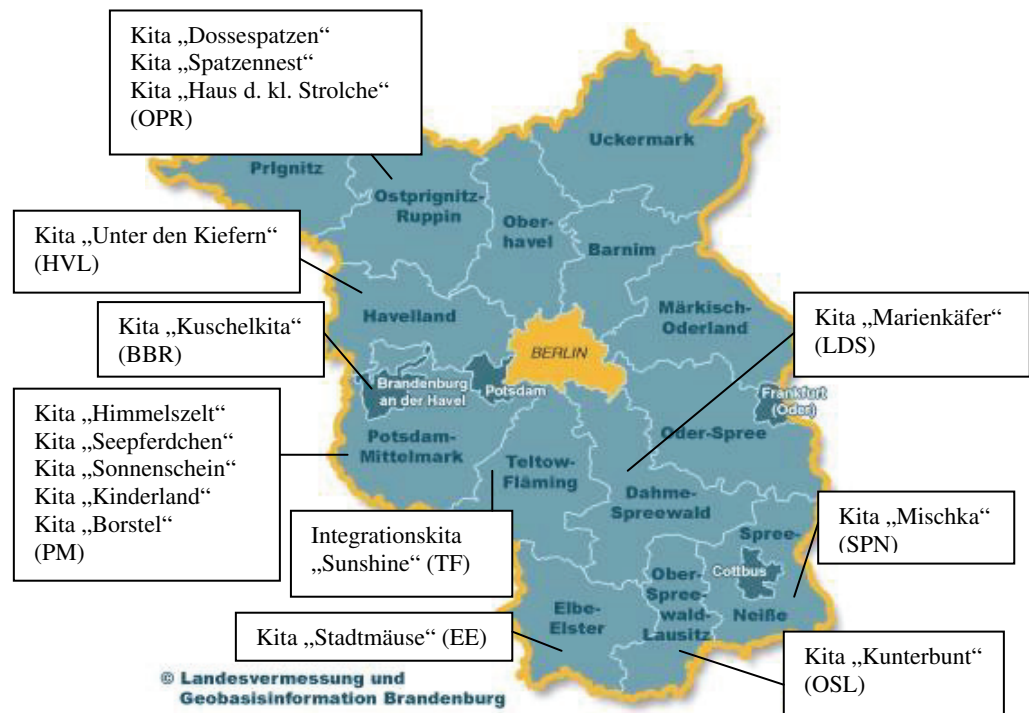 Kita „Dossespatzen“
Kita „Spatzennest“
Kita „Haus d. kl. Strolche“
(OPR)
Uckermark
Prignitz
Ostprignitz-
Ruppin
Ober-
havel
Barnim
Kita „Unter den Kiefern“
(HVL)
Havelland
Märkisch-
Oderland
Kita „Marienkäfer“
(LDS)
Kita „Kuschelkita“
(BBR)
BERLIN
Brandenburg
an der Havel
Potsdam
Frankfurt
(Oder)
Kita „Himmelszelt“
Kita „Seepferdchen“
Kita „Sonnenschein“
Kita „Kinderland“
Kita „Borstel“
(PM)
Potsdam-
Mittelmark
Teltow-
Fläming
Oder-Spree
Dahme-
Spreewald
Integrationskita
„Sunshine“ (TF)
Kita „Mischka“
(SPN)
Spree-
Neiße
Cottbus
Ober-
Spree-
wald-
Lausitz
Elbe-
Elster
Kita „Stadtmäuse“ (EE)
Kita „Kunterbunt“
(OSL)
© Landesvermessung und
Geobasisinformation Brandenburg